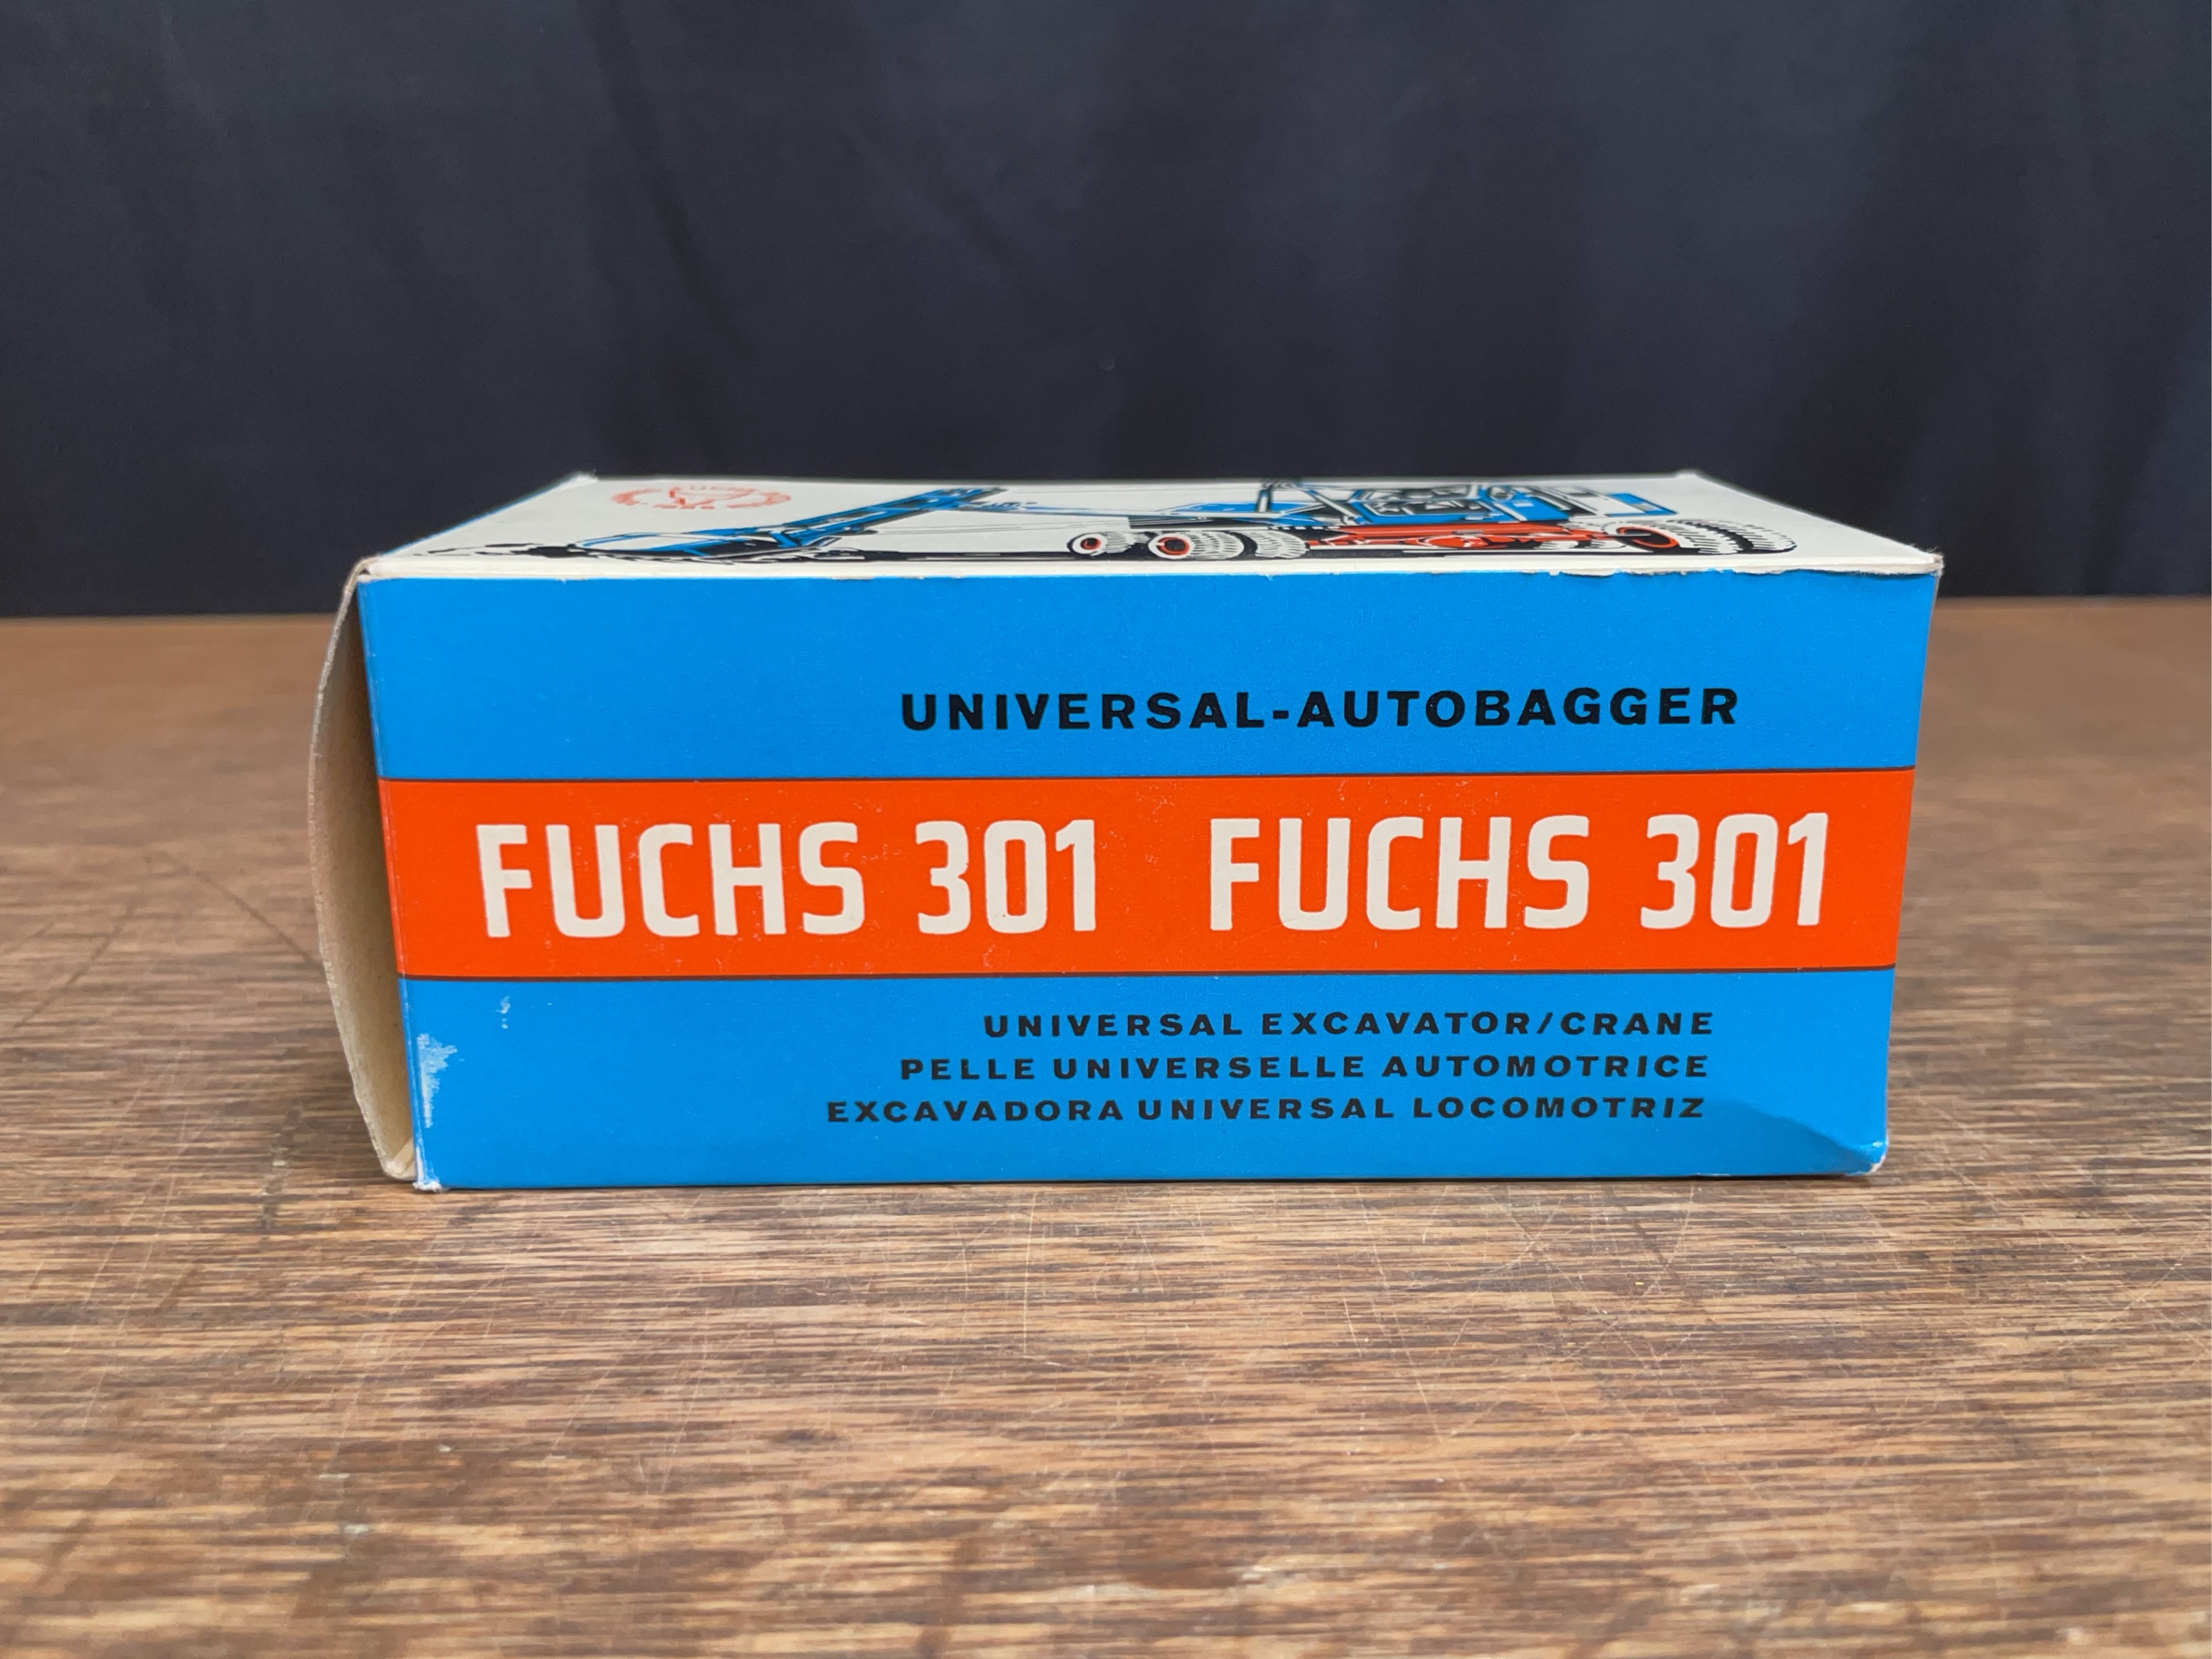 UNIVERSAL-AUTOBAGGER
FUCHS 301 FUCHS 301
UNIVERSAL EXCAVATOR/CRANE
PELLE UNIVERSELLE AUTOMOTRICE
EXCAVADORA UNIVERSAL LOCOMOTRIZ